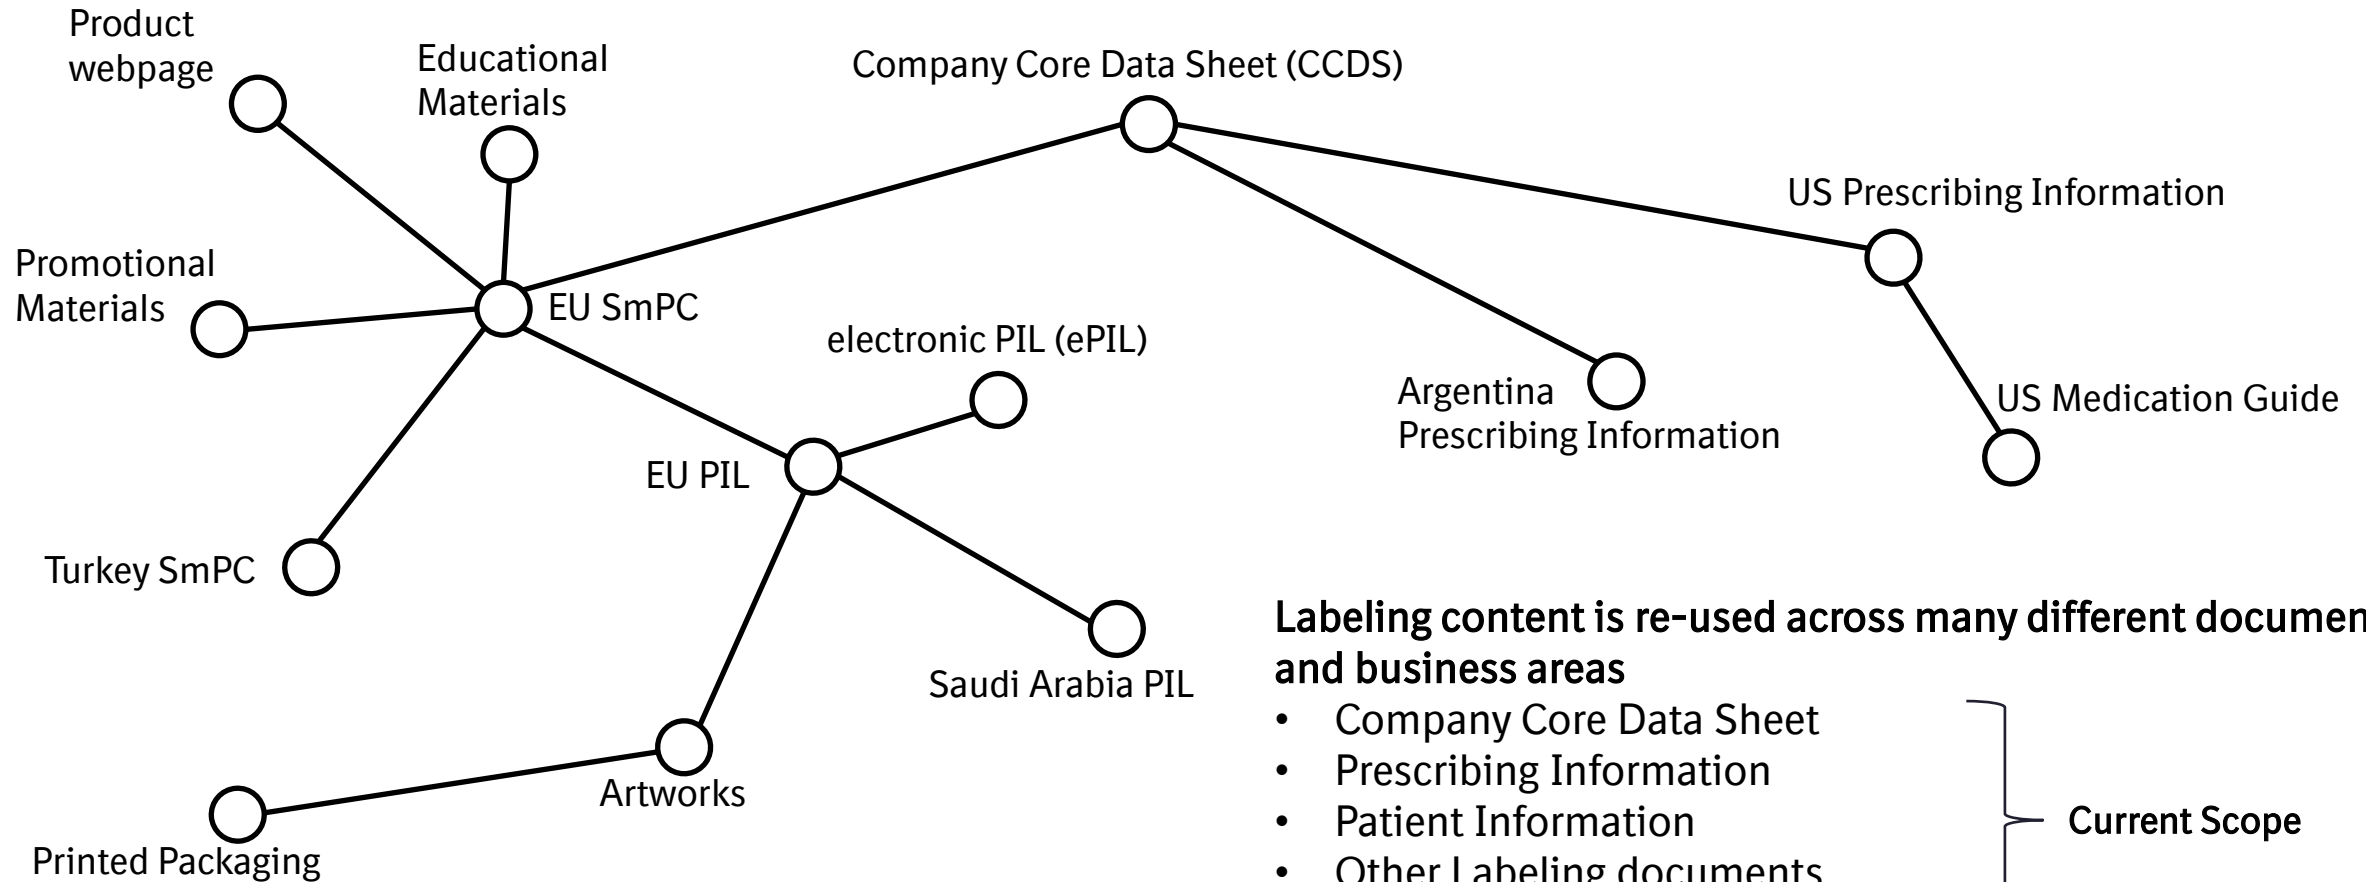 Product
webpage
Educational
Materials
Company Core Data Sheet (CCDS)
US Prescribing Information
Promotional
Materials
EU SmPC
electronic PIL (ePIL)
Argentina
Prescribing Information
US Medication Guide
EU PIL
Turkey SmPC
Saudi Arabia PIL
Artworks
Printed Packaging
Labeling content is re-used across many different documen
and business areas
• Company Core Data Sheet
• Prescribing Information
• Patient Information
• Other Labeling documents
Current Scope